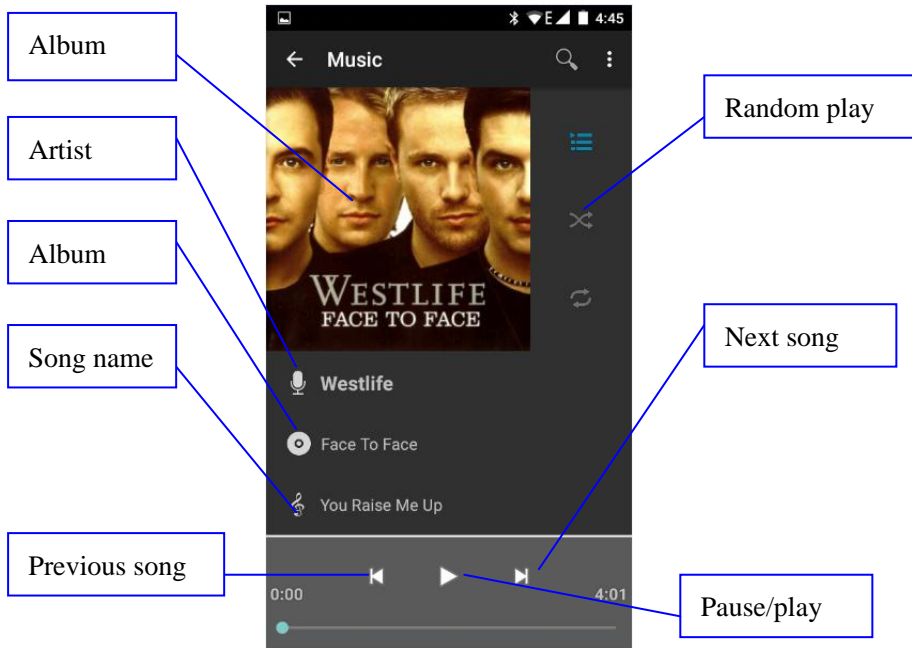 E 4:45
Album
Music
Random play
Artist
Album
WESTLIFE
FACE TO FACE
Next song
Song name
Westlife
Face To Face
You Raise Me Up
Previous song
0:00 4:01
Pause/play